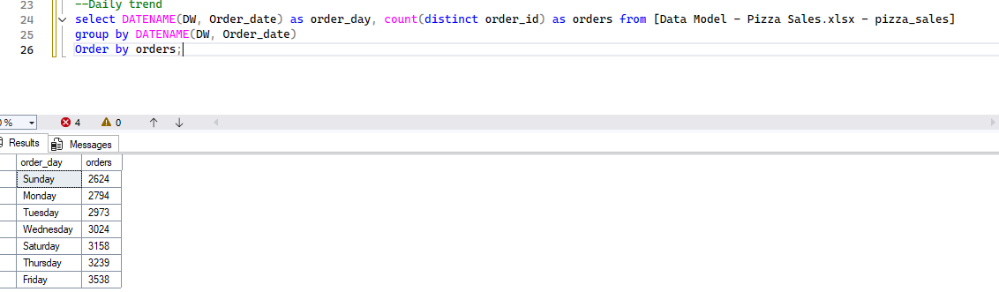 23 --Daily trend
24 select DATENAME(DW, Order_date) as order_day, count(distinct order_id) as orders from [Data Model - Pizza Sales.xlsx - pizza_sales]
25 group by DATENAME(DW, Order_date)
26 Order by orders;
0 % 4 0
Results Messages
order_day orders
Sunday 2624
Monday 2794
Tuesday 2973
Wednesday 3024
Saturday 3158
Thursday 3239
Friday 3538